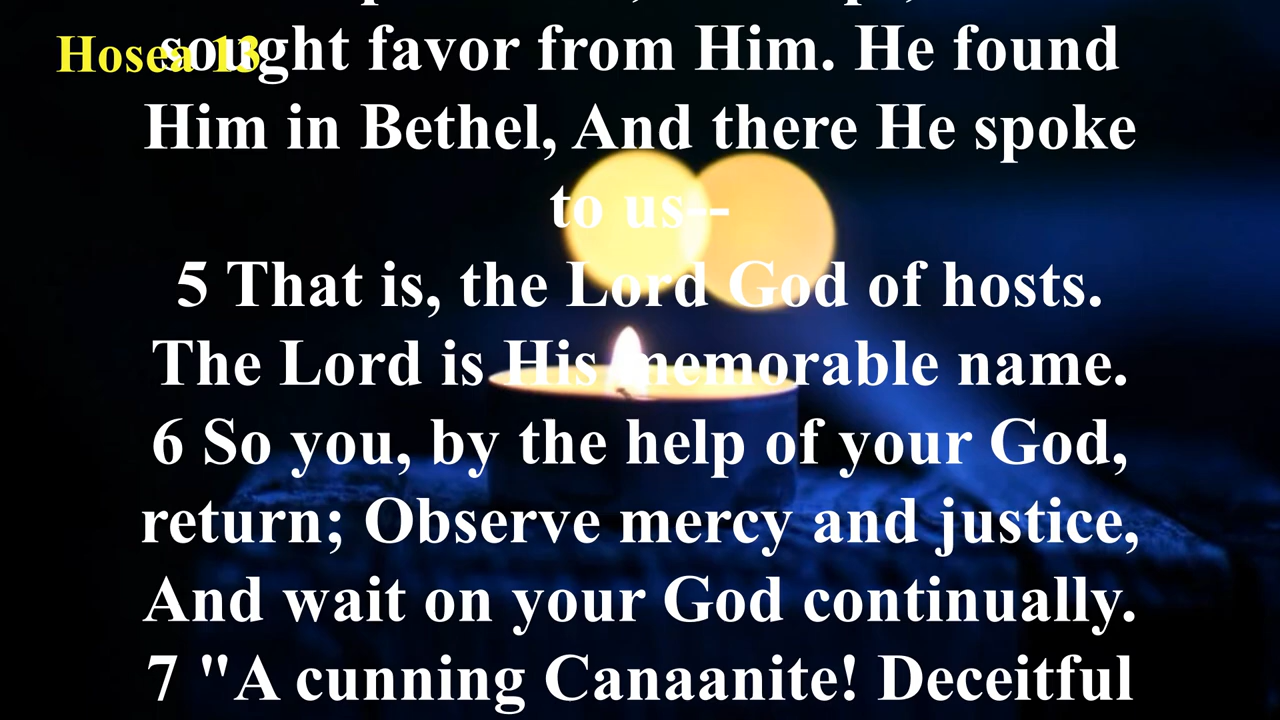 Hosea 13
sought favor from Him. He found
Him in Bethel, And there He spoke
to us--
5 That is, the Lord God of hosts.
The Lord is His memorable name.
6 So you, by the help of your God,
return; Observe mercy and justice,
And wait on your God continually.
7 "A cunning Canaanite! Deceitful